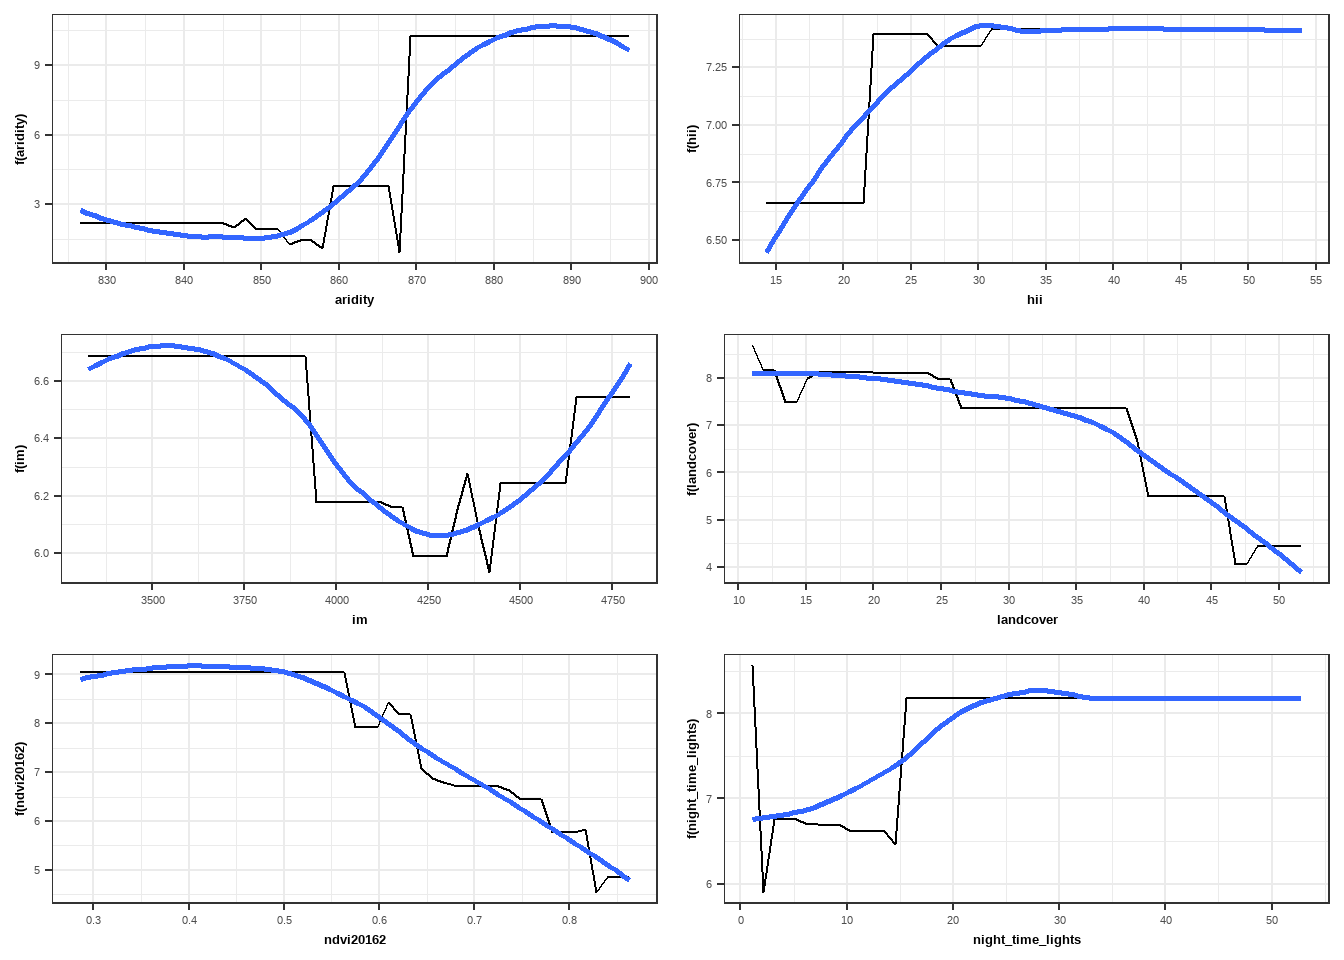 f(aridity)
9
6
3
830 840 850 860 870 880 890 900
aridity
f(hii)
7.25
7.00
6.75
6.50
15 20 25 30 35 40 45 50 55
hii
f(im)
6.6
6.4
6.2
6.0
3500 3750 4000 4250 4500 4750
im
f(landcover)
8
7
6
5
4
10 15 20 25 30 35 40 45 50
landcover
f(ndvi20162)
9
8
7
6
5
0.3 0.4 0.5 0.6 0.7 0.8
ndvi20162
f(night_time_lights)
8
7
6
0 10 20 30 40 50
night_time_lights